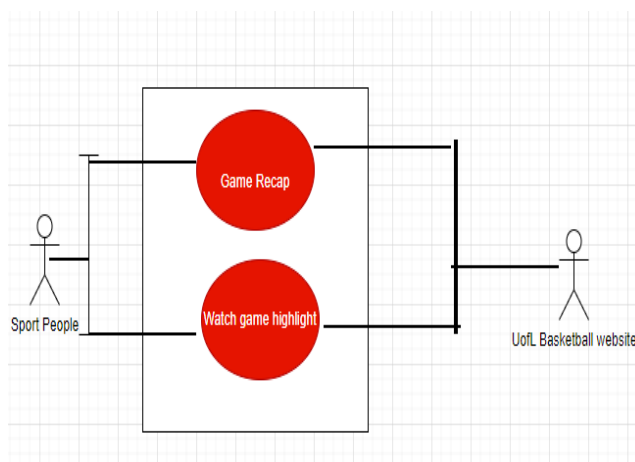 Game Recap
Watch game highlight
Sport People
UofL Basketball website